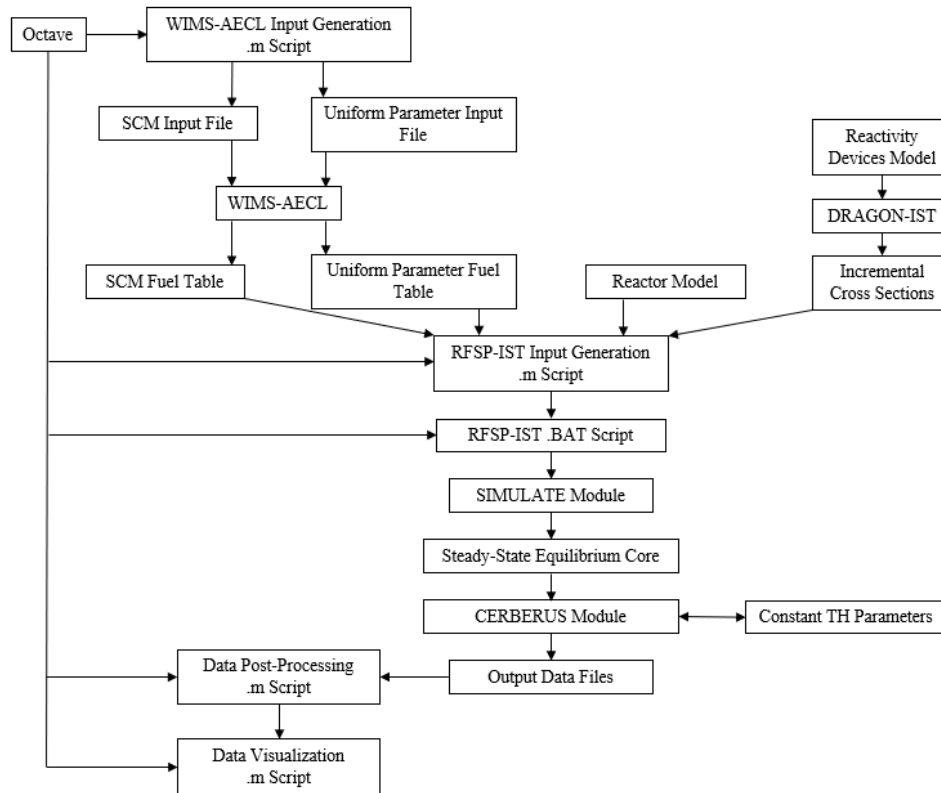 Octave
WIMS-AECL Input Generation
.m Script
SCM Input File
Uniform Parameter Input
File
Reactivity
Devices Model
WIMS-AECL
DRAGON-IST
SCM Fuel Table
Uniform Parameter Fuel
Table
Reactor Model
Incremental
Cross Sections
RFSP-IST Input Generation
.m Script
RFSP-IST .BAT Script
SIMULATE Module
Steady-State Equilibrium Core
CERBERUS Module
Constant TH Parameters
Data Post-Processing
.m Script
Output Data Files
Data Visualization
.m Script